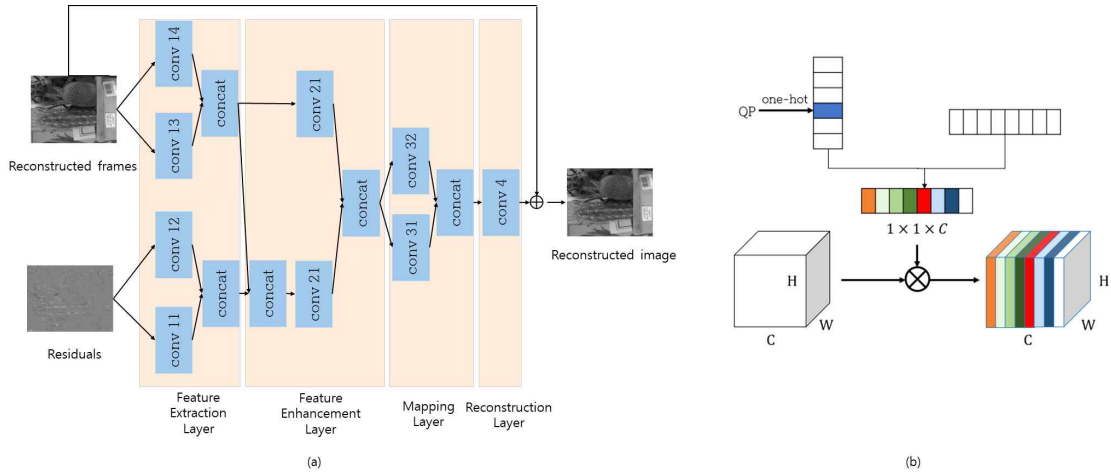 conv 14
concat
conv 13
Reconstructed frames
conv 12
concat
conv 11
Residuals
conv 21
concat
conv 21
concat
conv 32
conv 31
concat
conv 4
Reconstructed image
Feature
Extraction
Layer
Feature
Enhancement
Layer
Mapping
Layer
Reconstruction
Layer
(a)
QP
one-hot
1 × 1 × C
H
W
C
H
W
C
(b)